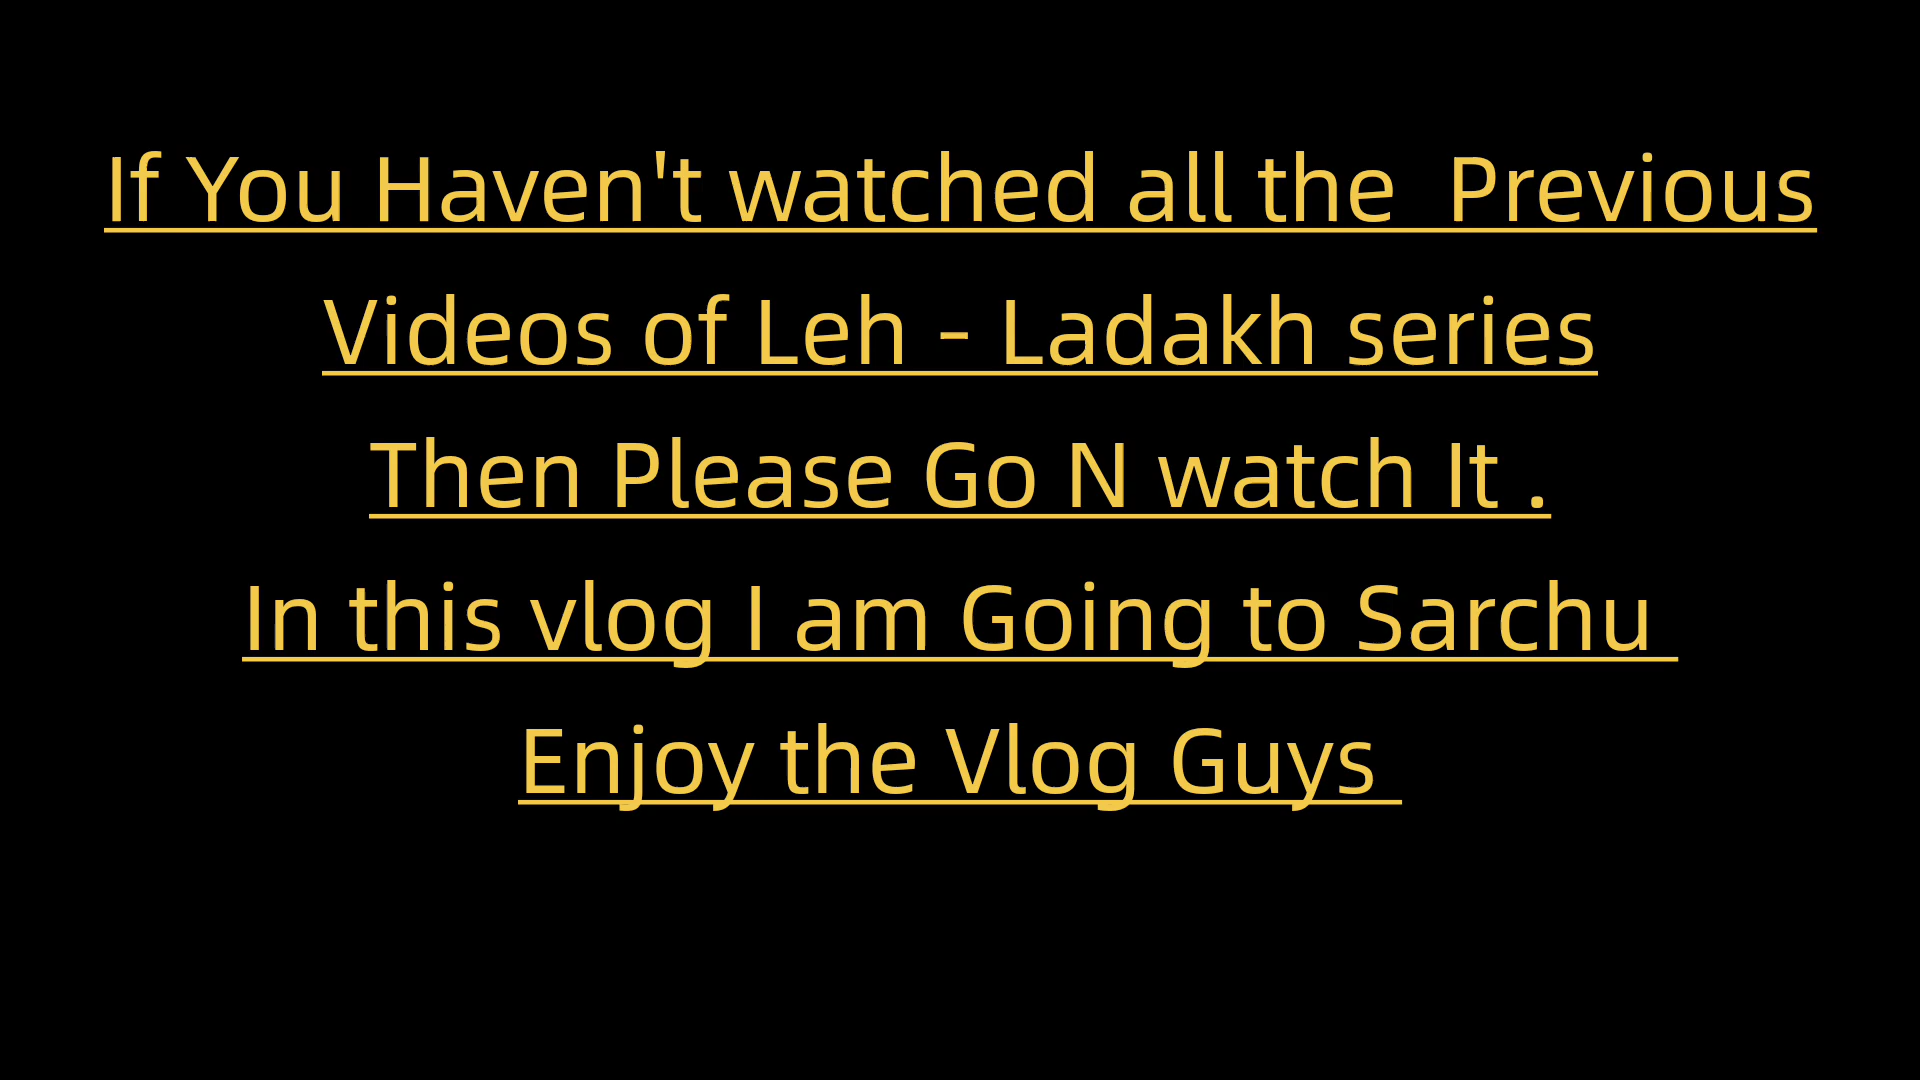 If You Haven't watched all the  Previous
Videos of Leh - Ladakh series
Then Please Go N watch It .
In this vlog I am Going to Sarchu
Enjoy the Vlog Guys